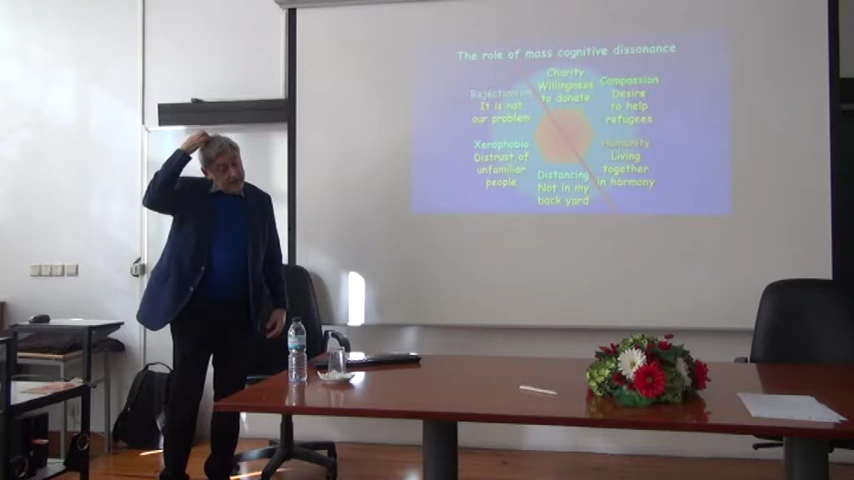 The role of mass cognitive dissonance
Charity
Willingness
to donate
Compassion
Desire
to help
refugees
Rejectionism
It is not
our problem
Xenophobia
Distrust of
unfamiliar
people
Humanity
Living
together
in harmony
Distancing
Not in my
back yard